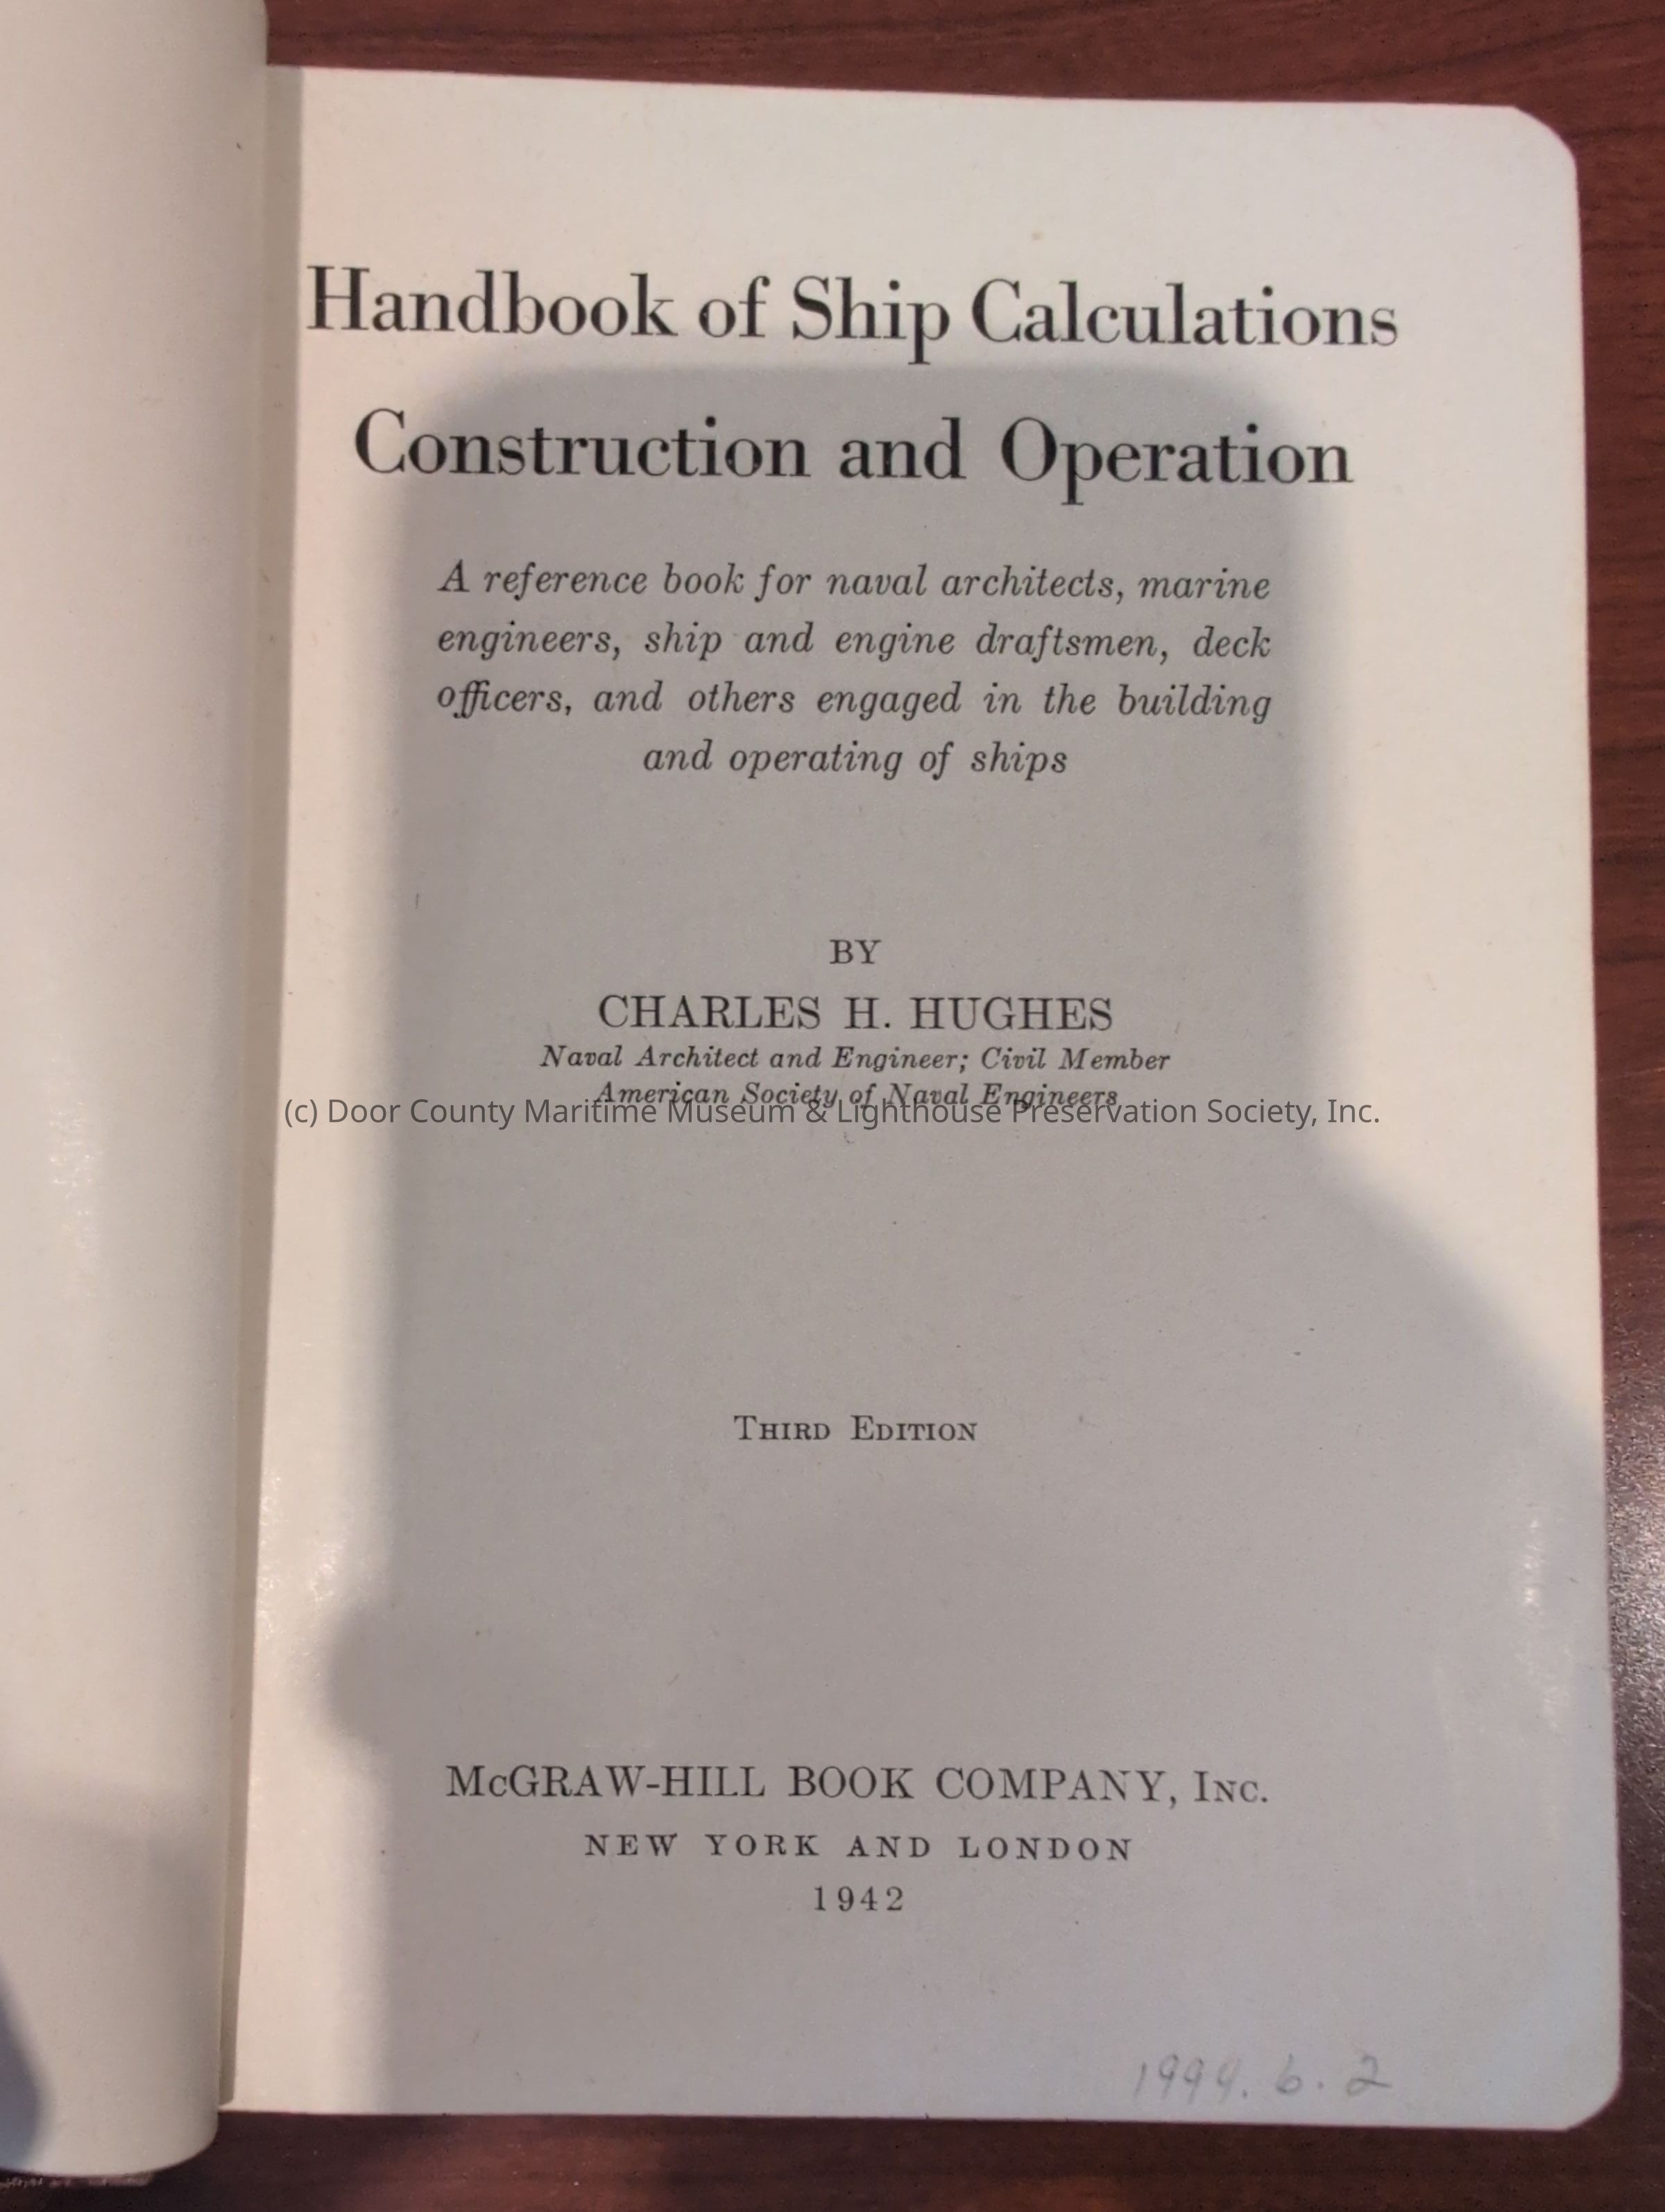 Handbook of Ship Calculations
Construction and Operation
A reference book for naval architects, marine
engineers, ship and engine draftsmen, deck
officers, and others engaged in the building
and operating of ships
BY
CHARLES H. HUGHES
Naval Architect and Engineer; Civil Member
American Society of Naval Engineers
(c) Door County Maritime Museum & Lighthouse Preservation Society, Inc.
THIRD EDITION
McGRAW-HILL BOOK COMPANY, INC.
NEW YORK AND LONDON
1942